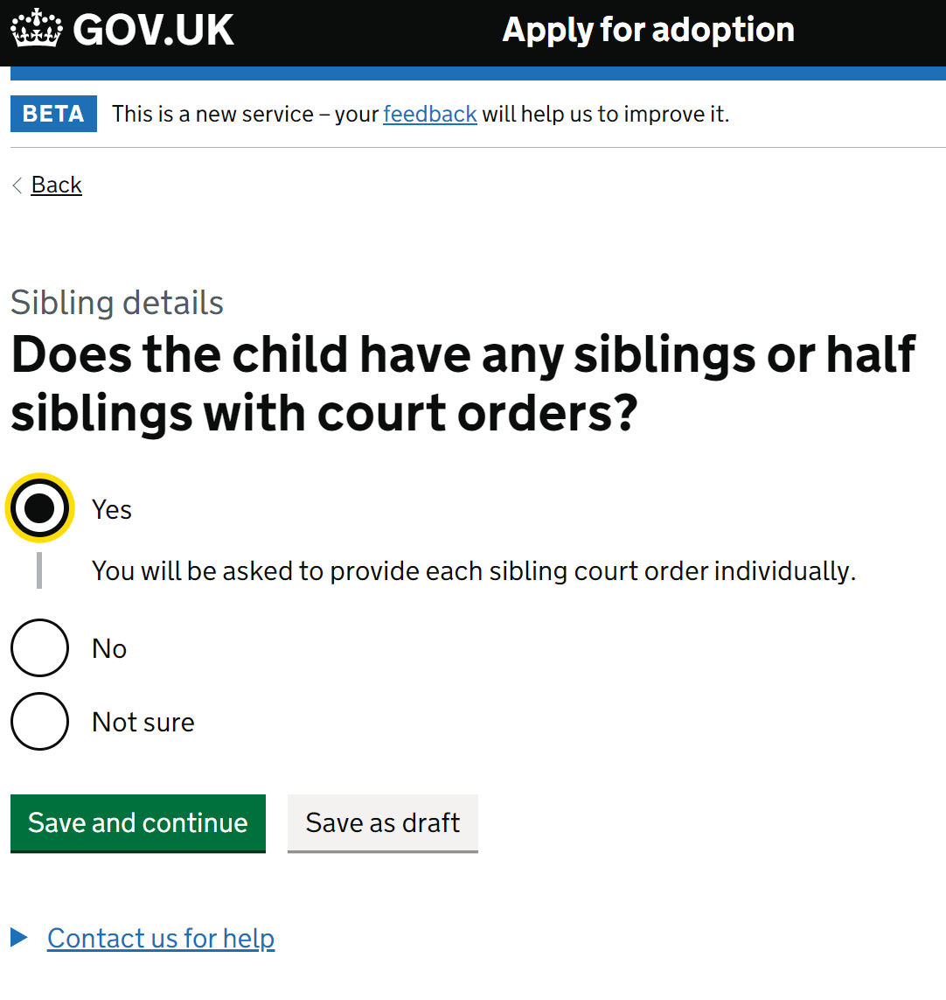 GOV.UK
Apply for adoption
BETA This is a new service – your feedback will help us to improve it.
Back
Sibling details
Does the child have any siblings or half
siblings with court orders?
Yes
You will be asked to provide each sibling court order individually.
No
Not sure
Save and continue
Save as draft
Contact us for help